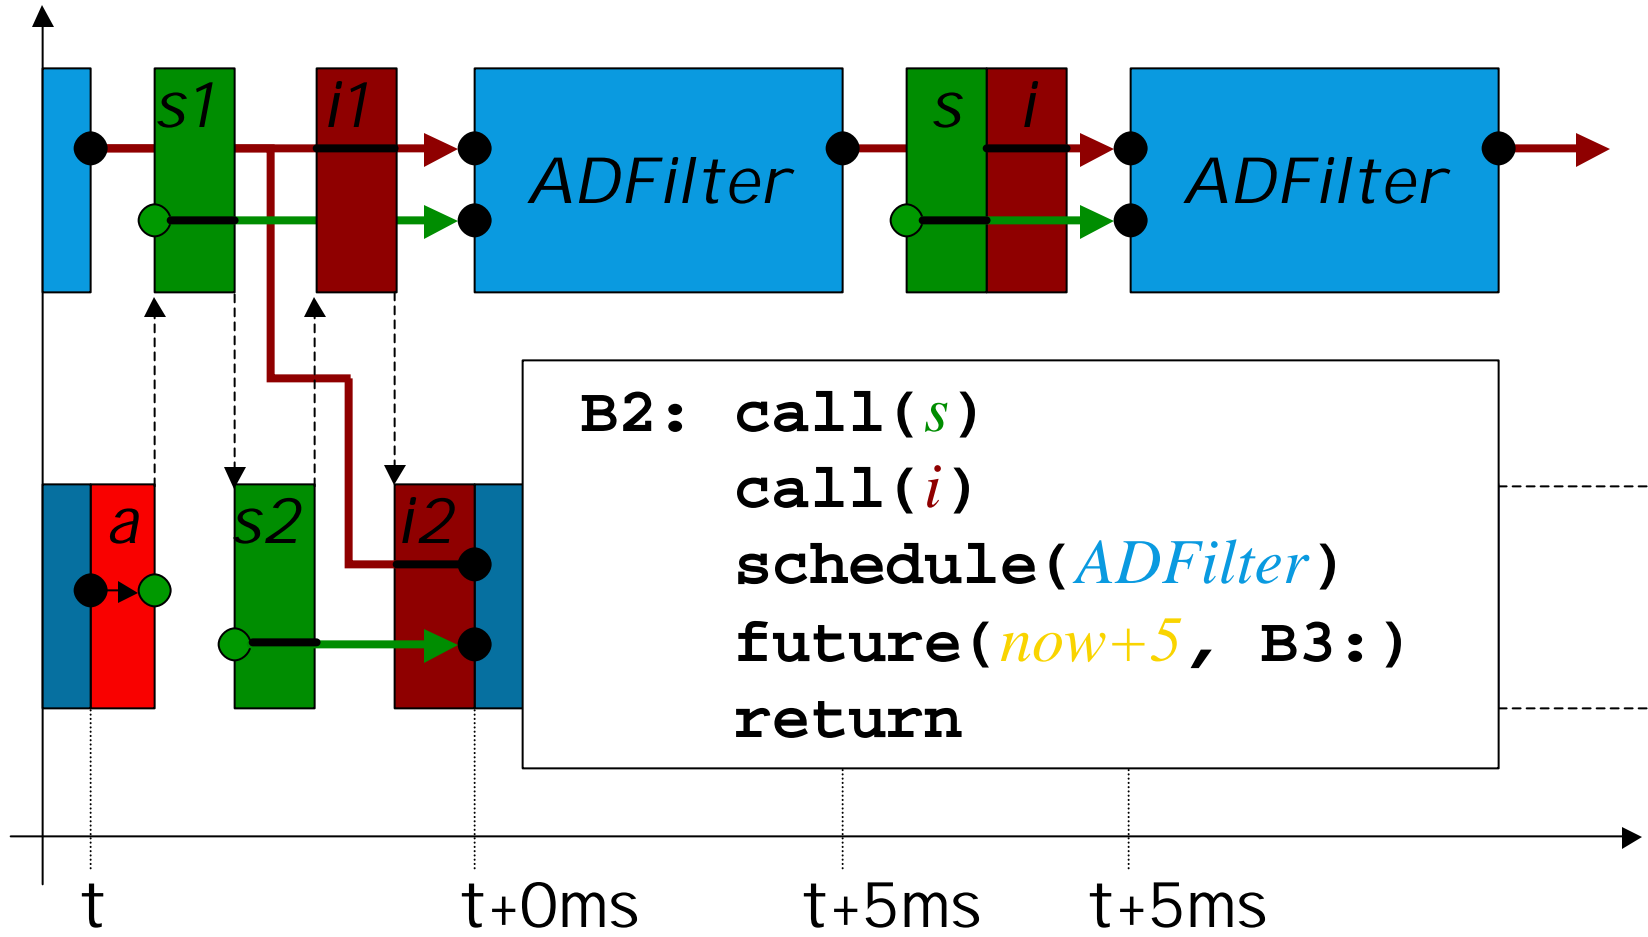 s1 i1 s i
ADFilter ADFilter
B2: call(s)
call(i)
a s2 i2
schedule(ADFilter)
future(now+5, B3:)
return
t t+0ms t+5ms t+5ms